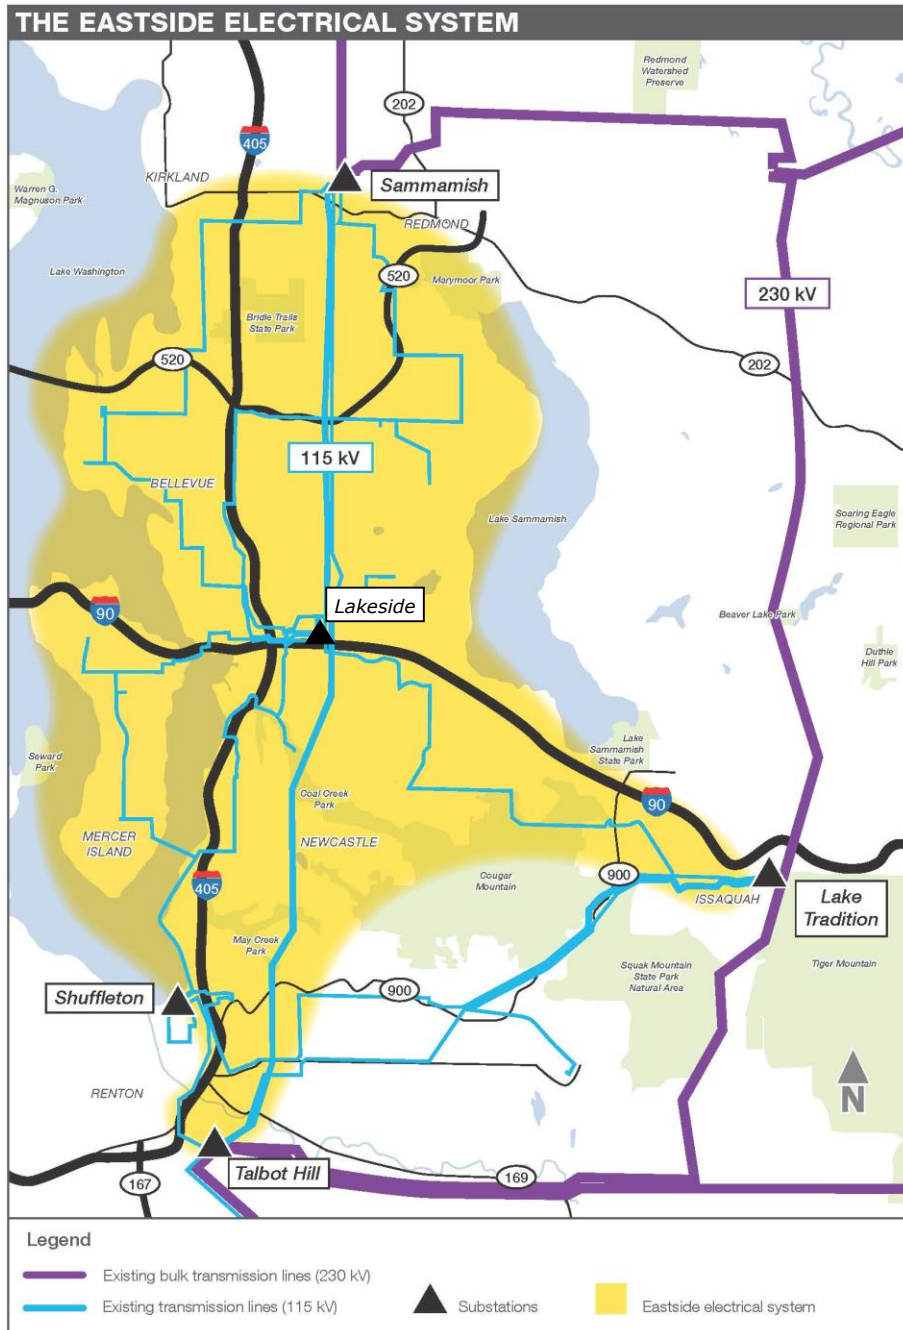 THE EASTSIDE ELECTRICAL SYSTEM
Redmond
Watershed
Preserve
202
405
KIRKLAND
Sammamish
Warren G.
Magnuson Park
REDMOND
Lake Washington
520
Marymoor Park
230 kV
Bridle Trails
State Park
520
202
115 kV
BELLEVUE
Soaring Eagle
Regional Park
Lake Sammamish
Lakeside
90
Beaver Lake Park
Duthie
Hill Park
Seward
Park
Lake
Sammamish
State Park
Coal Creek
Park
90
MERCER
ISLAND
NEWCASTLE
405
Cougar
Mountain
900
ISSAQUAH
Lake
Tradition
May Creek
Park
Squak Mountain
State Park
Natural Area
Tiger Mountain
Shuffleton
900
RENTON
N
Talbot Hill
169
167
Legend
Existing bulk transmission lines (230 kV)
Existing transmission lines (115 kV)
Substations
Eastside electrical system